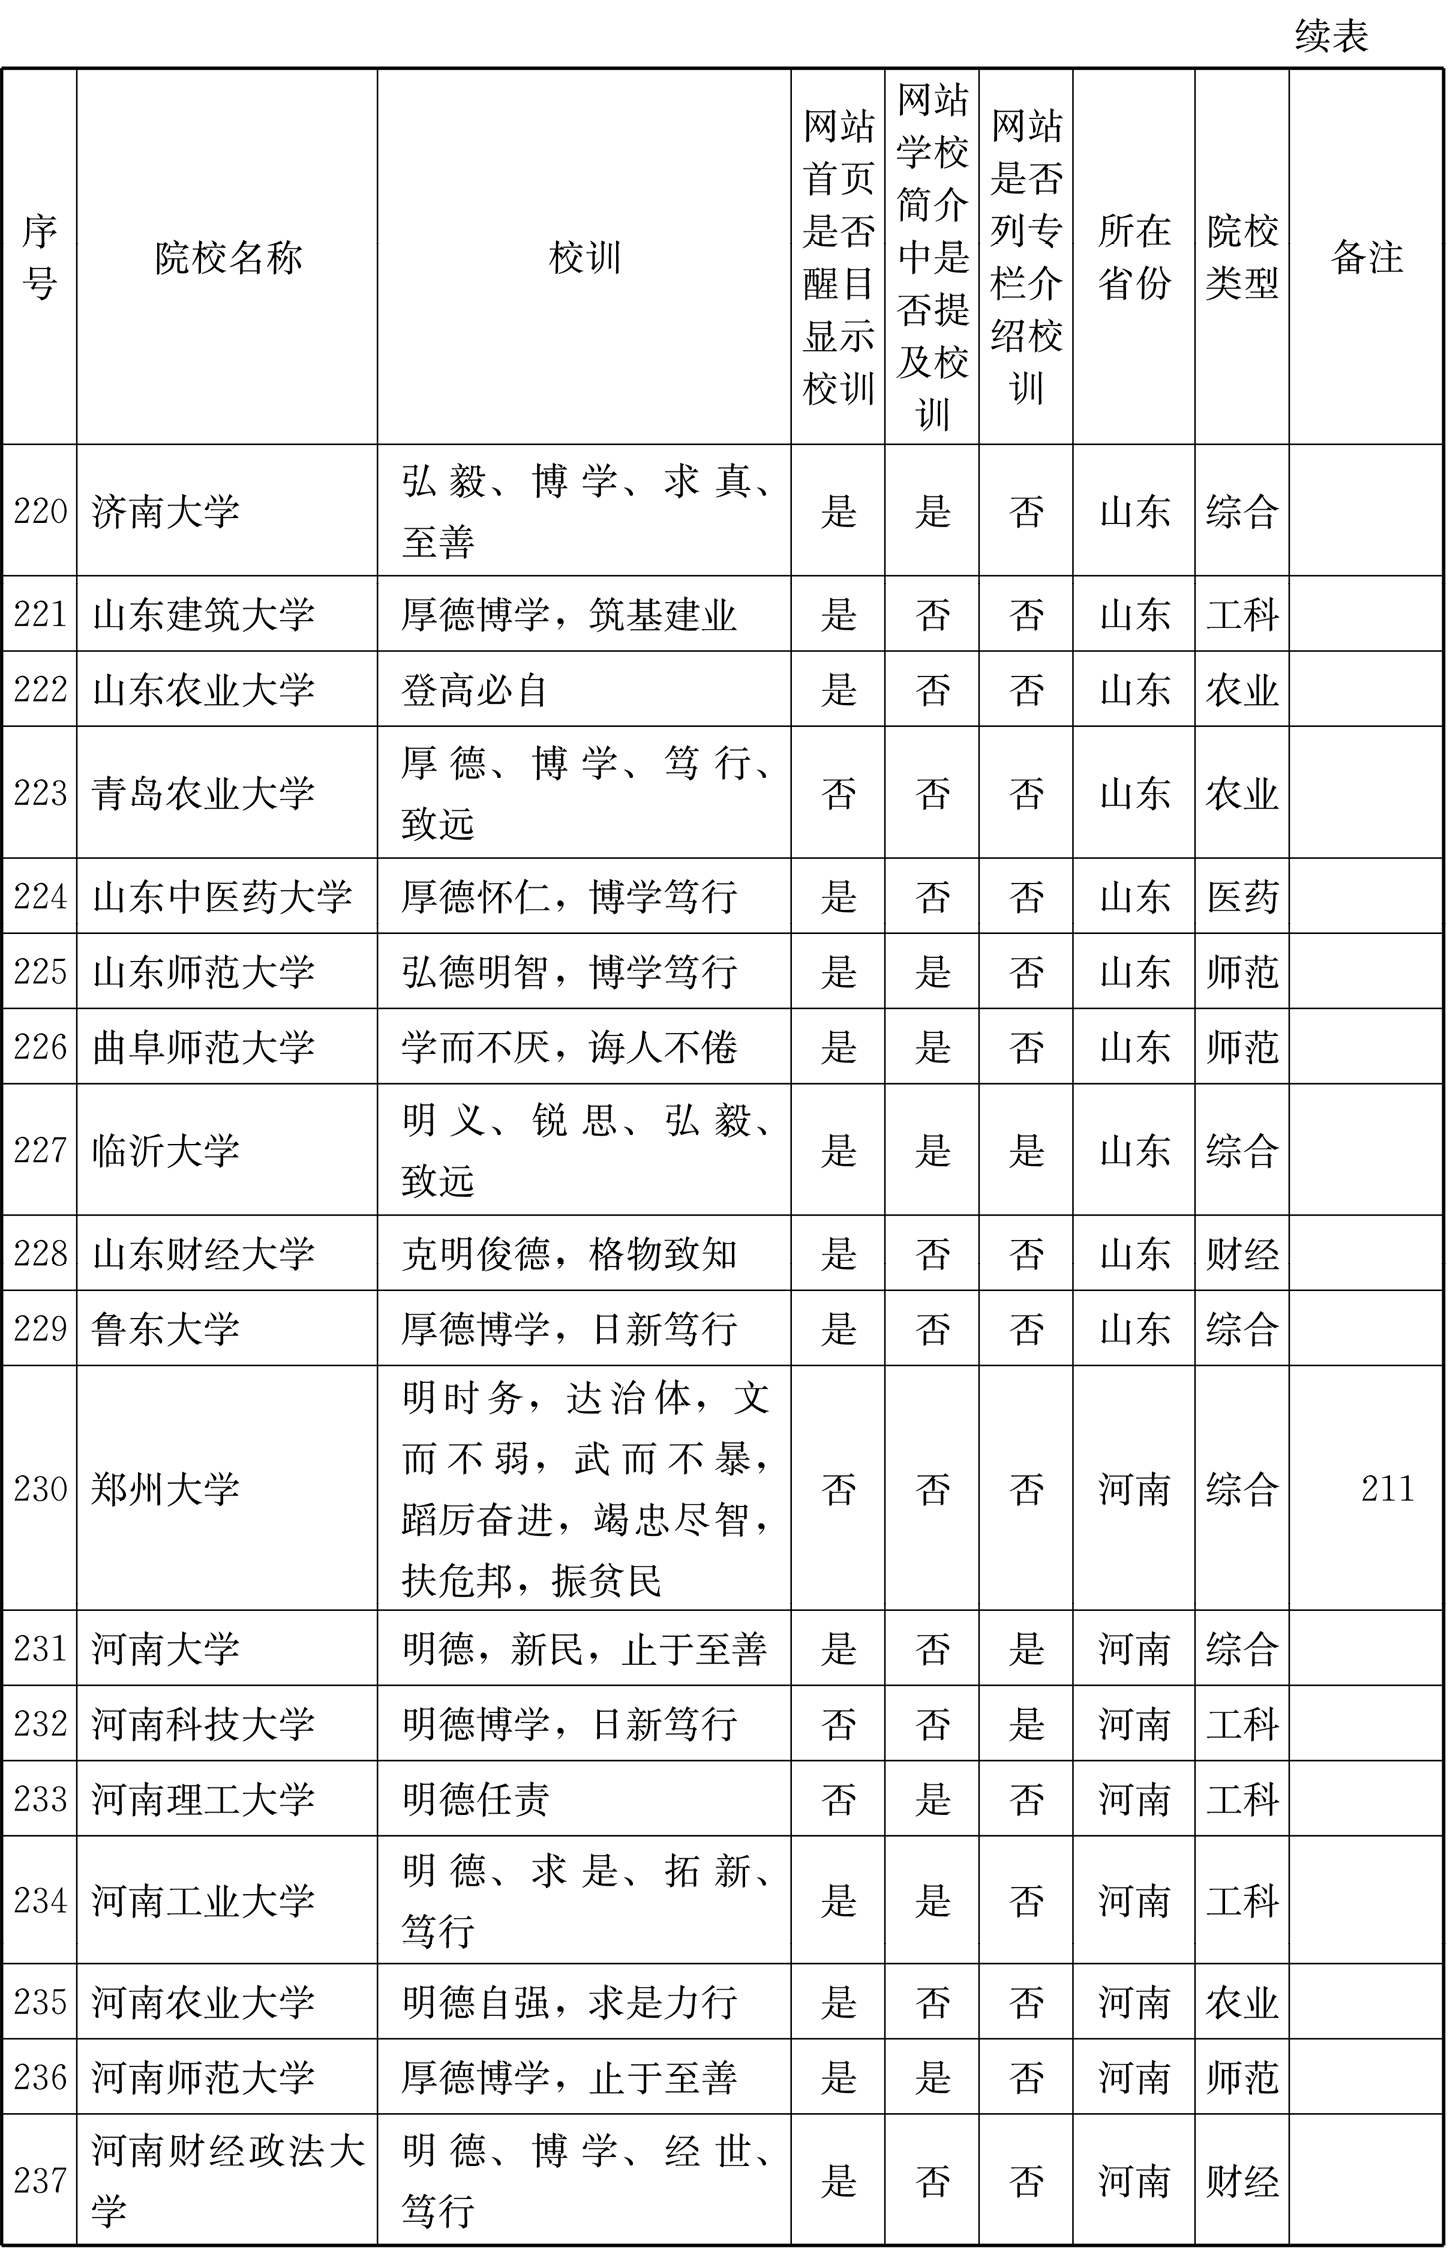 续表
序号 院校名称 校训 网站首页是否醒目显示校训 网站学校简介中是否提及校训 网站是否列专栏介绍校训 所在省份 院校类型 备注
220 济南大学 弘毅、博学、求真、至善 是 是 否 山东 综合
221 山东建筑大学 厚德博学，筑基建业 是 否 否 山东 工科
222 山东农业大学 登高必自 是 否 否 山东 农业
223 青岛农业大学 厚德、博学、笃行、致远 否 否 否 山东 农业
224 山东中医药大学 厚德怀仁，博学笃行 是 否 否 山东 医药
225 山东师范大学 弘德明智，博学笃行 是 是 否 山东 师范
226 曲阜师范大学 学而不厌，诲人不倦 是 是 否 山东 师范
227 临沂大学 明义、锐思、弘毅、致远 是 是 是 山东 综合
228 山东财经大学 克明俊德，格物致知 是 否 否 山东 财经
229 鲁东大学 厚德博学，日新笃行 是 否 否 山东 综合
230 郑州大学 明时务，达治体，文而不弱，武而不暴，蹈厉奋进，竭忠尽智，扶危邦，振贫民 否 否 否 河南 综合 211
231 河南大学 明德，新民，止于至善 是 否 是 河南 综合
232 河南科技大学 明德博学，日新笃行 否 否 是 河南 工科
233 河南理工大学 明德任责 否 是 否 河南 工科
234 河南工业大学 明德、求是、拓新、笃行 是 是 否 河南 工科
235 河南农业大学 明德自强，求是力行 是 否 否 河南 农业
236 河南师范大学 厚德博学，止于至善 是 是 否 河南 师范
237 河南财经政法大学 明德、博学、经世、笃行 是 否 否 河南 财经